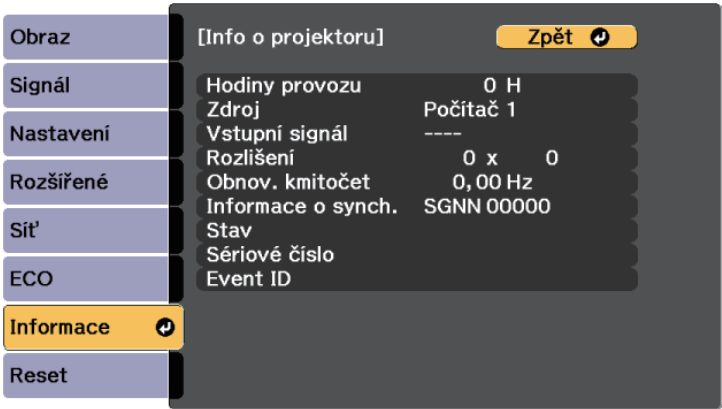 Obraz
Signál
Nastavení
Rozšířené
Síť
ECO
Informace
Reset
[Info o projektoru]
Zpět
Hodiny provozu 0 H
Zdroj Počítač 1
Vstupní signál ----
Rozlišení 0 x 0
Obnov. kmitočet 0,00 Hz
Informace o synch. SGNN 00000
Stav
Sériové číslo
Event ID